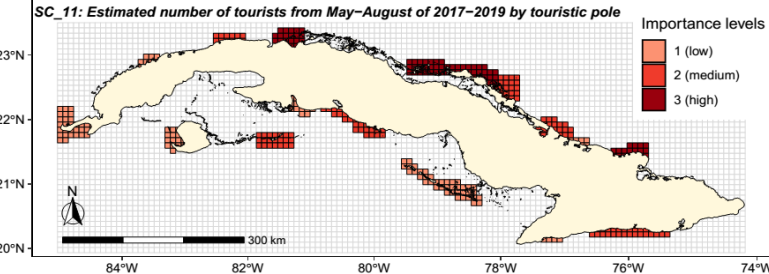 SC_11: Estimated number of tourists from May−August of 2017−2019 by touristic pole
Importance levels
1 (low)
2 (medium)
3 (high)
23°N
22°N
21°N
20°N
N
300 km
84°W
82°W
80°W
78°W
76°W
74°W